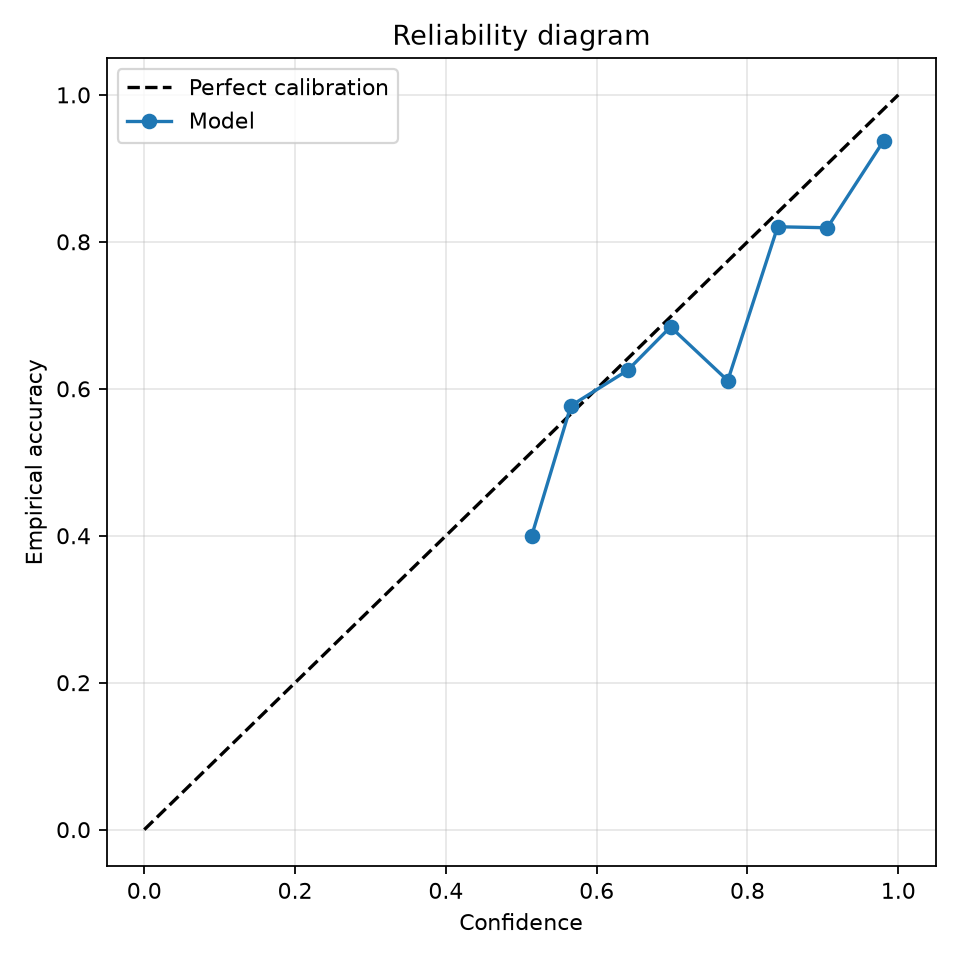 Reliability diagram
Perfect calibration
Model
1.0
0.8
0.6
0.4
0.2
0.0
Empirical accuracy
0.0 0.2 0.4 0.6 0.8 1.0
Confidence